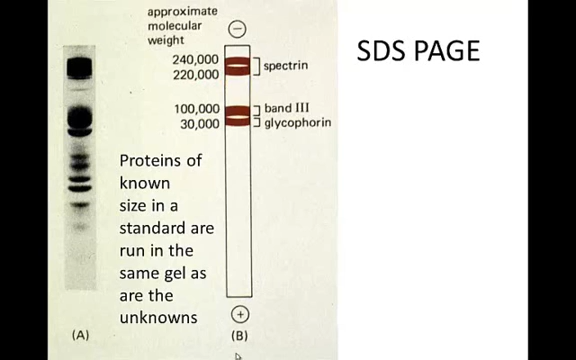 approximate
molecular
weight
SDS PAGE
−
240,000
220,000
spectrin
100,000
30,000
band III
glycophorin
Proteins of
known
size in a
standard are
run in the
same gel as
are the
unknowns
+
(A)
(B)